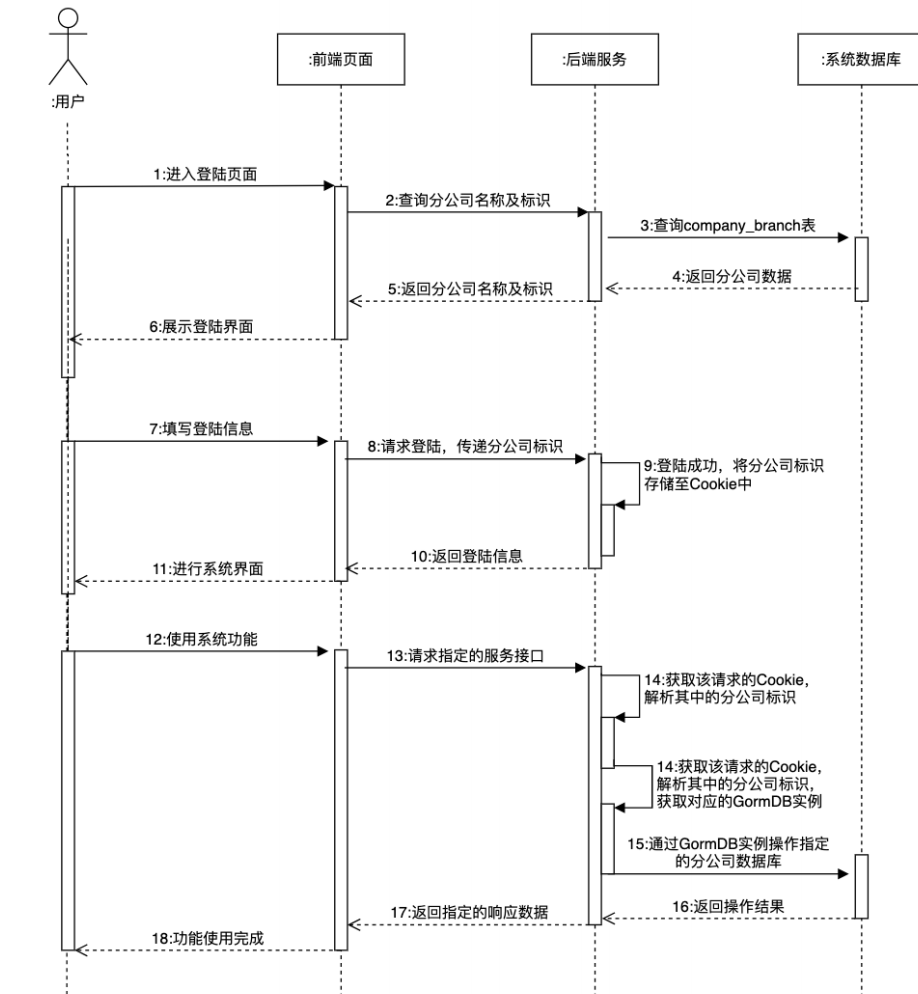 :用户
:前端页面
:后端服务
:系统数据库
1:进入登陆页面
2:查询分公司名称及标识
3:查询company_branch表
4:返回分公司数据
5:返回分公司名称及标识
6:展示登陆界面
7:填写登陆信息
8:请求登陆，传递分公司标识
9:登陆成功，将分公司标识
存储至Cookie中
10:返回登陆信息
11:进行系统界面
12:使用系统功能
13:请求指定的服务接口
14:获取该请求的Cookie，
解析其中的分公司标识
14:获取该请求的Cookie，
解析其中的分公司标识，
获取对应的GormDB实例
15:通过GormDB实例操作指定
的分公司数据库
16:返回操作结果
17:返回指定的响应数据
18:功能使用完成